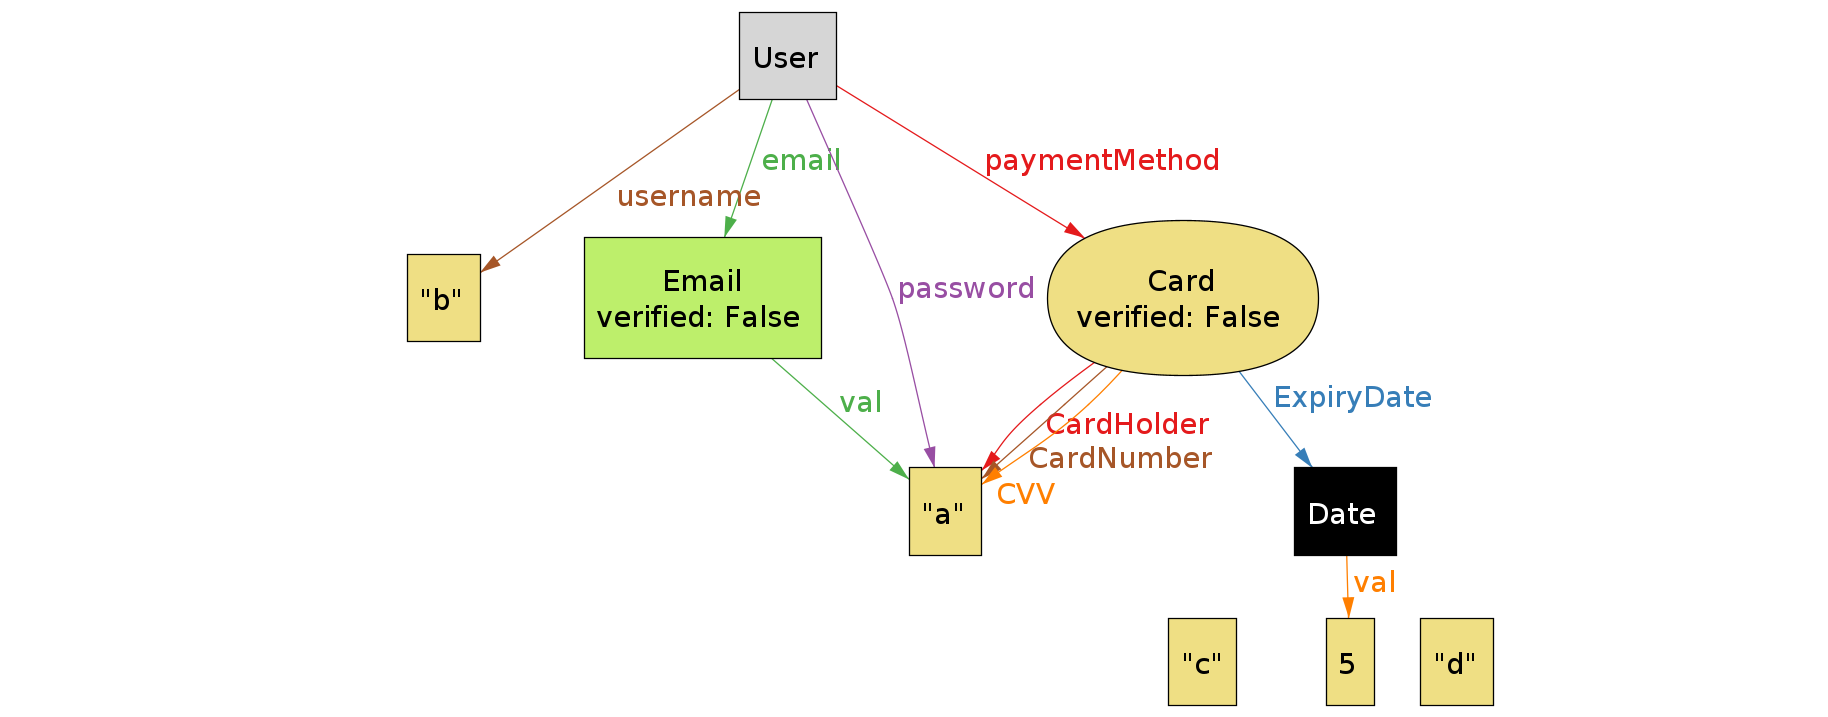 User
email
paymentMethod
username
Email
verified: False
"b"
password
Card
verified: False
val
ExpiryDate
CardHolder
CardNumber
CVV
"a"
Date
val
"c"
5
"d"